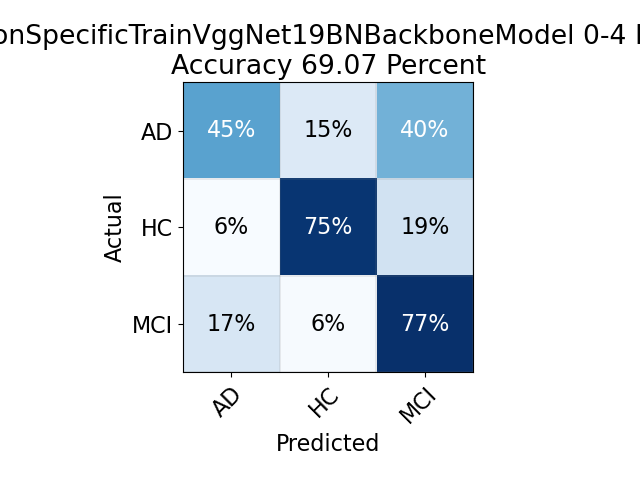 onSpecificTrainVggNet19BNBackboneModel 0-4
Accuracy 69.07 Percent
AD 45% 15% 40%
HC 6% 75% 19%
MCI 17% 6% 77%
Actual
AD HC MCI
Predicted